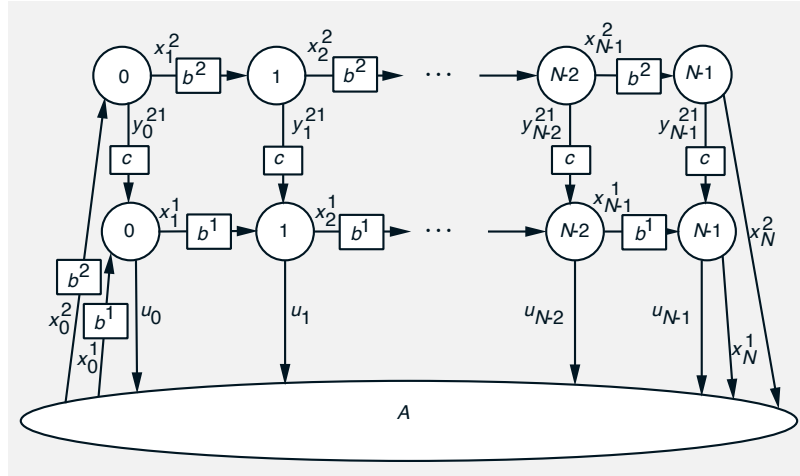 x_1^2 x_2^2 x_{N-1}^2
0 b^2 1 b^2 ... N-2 b^2 N-1
y_0^{21} y_1^{21} y_{N-2}^{21} y_{N-1}^{21}
c c c c
x_1^1 x_2^1 x_{N-1}^1
0 b^1 1 b^1 ... N-2 b^1 N-1 x_N^2
b^2
x_0^2 b^1 u_0 u_1 u_{N-2} u_{N-1}
x_0^1 x_N^1
A